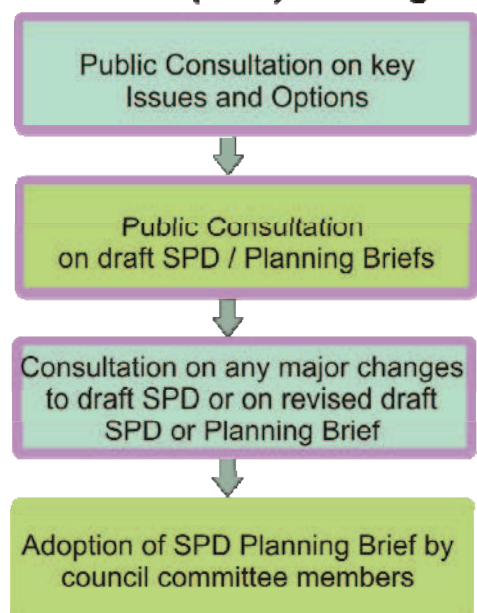 Public Consultation on key
Issues and Options
Public Consultation
on draft SPD / Planning Briefs
Consultation on any major changes
to draft SPD or on revised draft
SPD or Planning Brief
Adoption of SPD Planning Brief by
council committee members